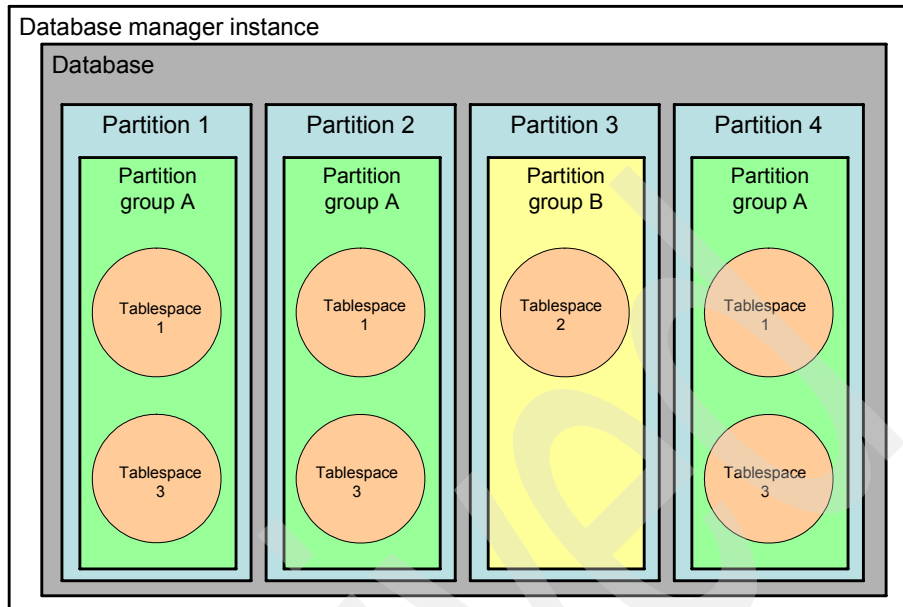 Database manager instance
Database
Partition 1
Partition
group A
Tablespace
1
Tablespace
3
Partition 2
Partition
group A
Tablespace
1
Tablespace
3
Partition 3
Partition
group B
Tablespace
2
Partition 4
Partition
group A
Tablespace
1
Tablespace
3